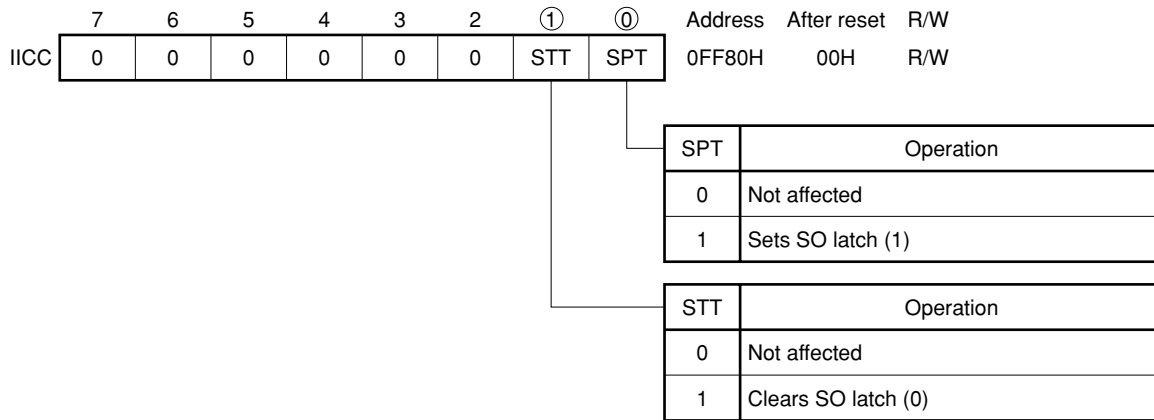 7 6 5 4 3 2 ① ⓪ Address After reset R/W
IICC 0 0 0 0 0 0 STT SPT 0FF80H 00H R/W
SPT Operation
0 Not affected
1 Sets SO latch (1)
STT Operation
0 Not affected
1 Clears SO latch (0)